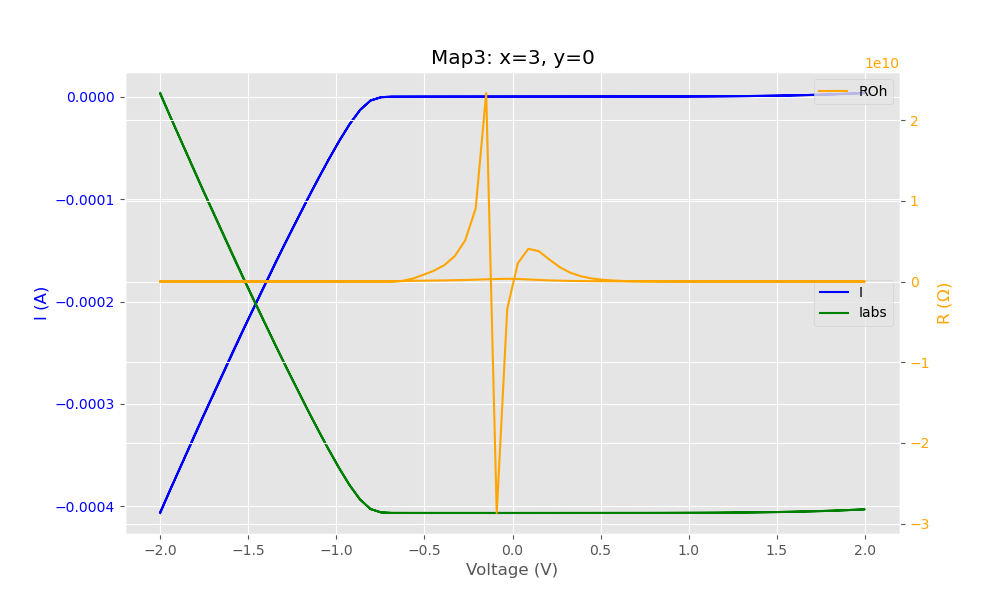 Map3: x=3, y=0
1e10
ROh
I
Iabs
0.0000
−0.0001
−0.0002
−0.0003
−0.0004
I (A)
2
1
0
−1
−2
−3
R (Ω)
−2.0 −1.5 −1.0 −0.5 0.0 0.5 1.0 1.5 2.0
Voltage (V)